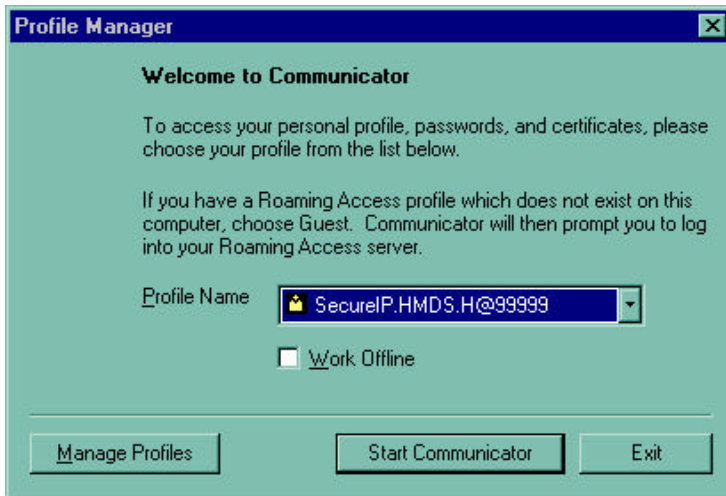 Profile Manager
Welcome to Communicator
To access your personal profile, passwords, and certificates, please
choose your profile from the list below.
If you have a Roaming Access profile which does not exist on this
computer, choose Guest. Communicator will then prompt you to log
into your Roaming Access server.
Profile Name
SecureIP.HMDS.H@99999
Work Offline
Manage Profiles
Start Communicator
Exit